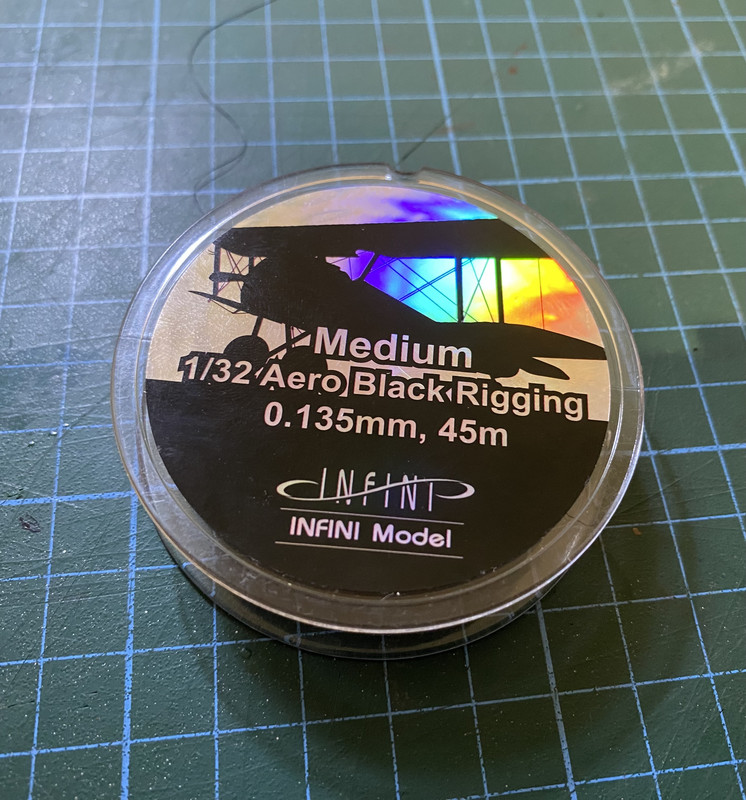 Medium
1/32 Aero Black Rigging
0.135mm, 45m
INFINI
INFINI Model